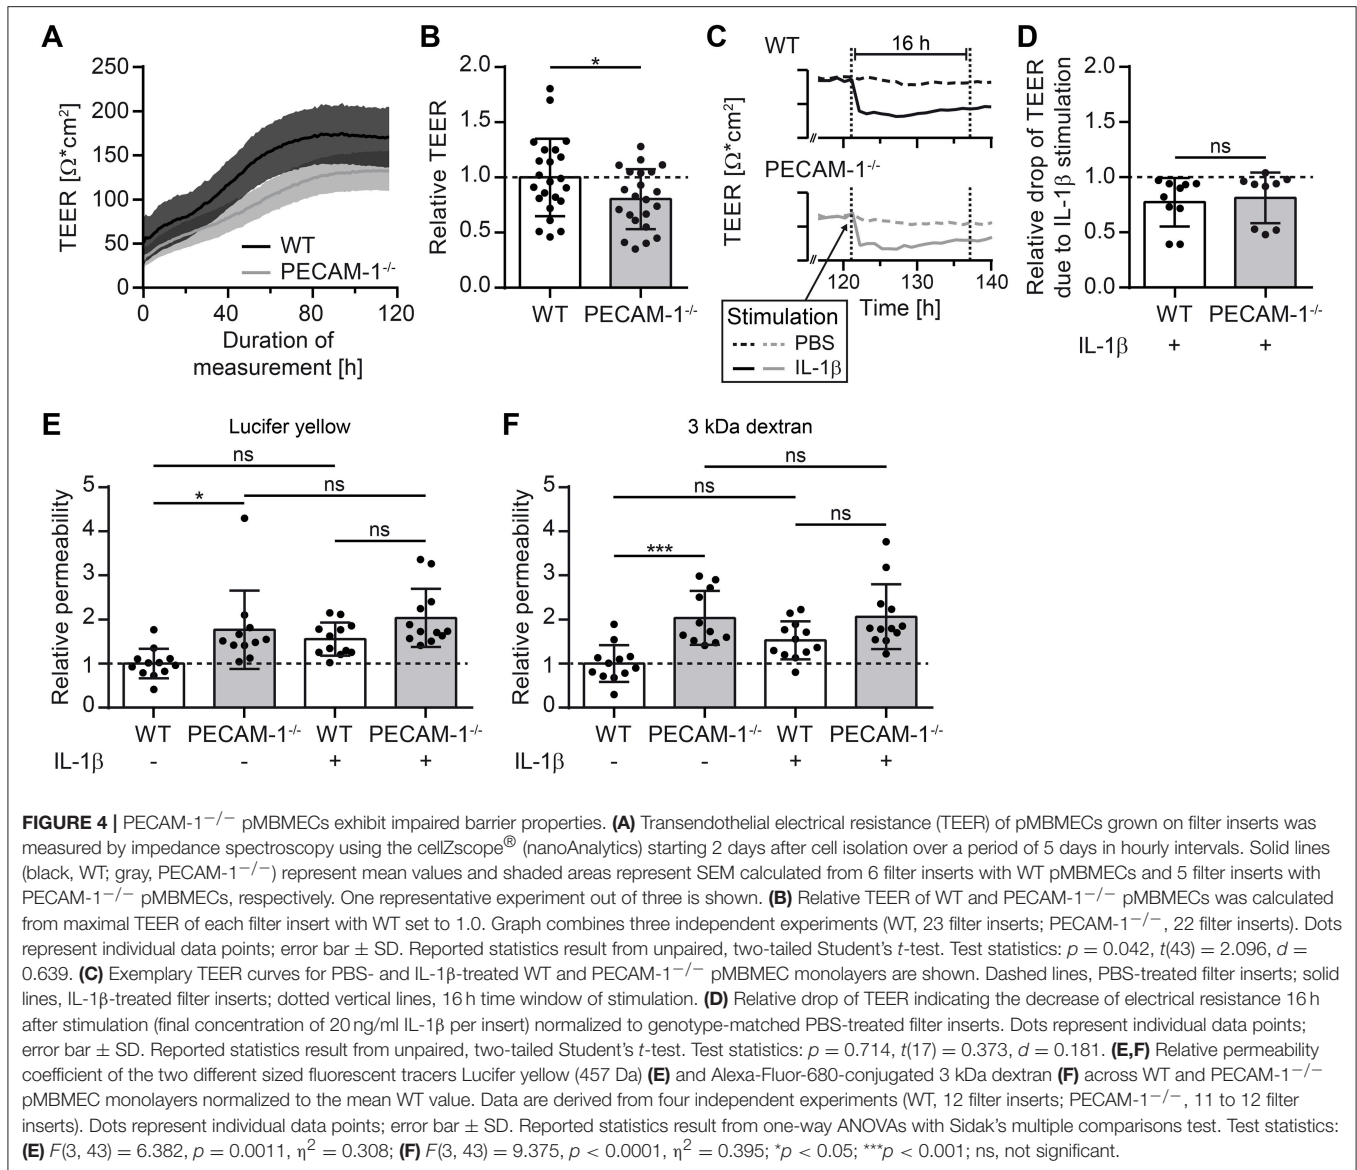 A
250
200
150
100
50
0
TEER [Ω*cm²]
WT
PECAM-1-/-
0
40
80
120
Duration of
measurement [h]
B
2.0
1.5
1.0
0.5
0.0
Relative TEER
*
WT
PECAM-1-/-
C
WT
16 h
TEER [Ω*cm²]
PECAM-1-/-
120
130
140
Time [h]
Stimulation
PBS
IL-1β
D
2.0
1.5
1.0
0.5
0.0
Relative drop of TEER
due to IL-1β stimulation
ns
WT
PECAM-1-/-
IL-1β
+
+
E
Lucifer yellow
ns
ns
*
ns
5
4
3
2
1
0
Relative permeability
WT
PECAM-1-/-
WT
PECAM-1-/-
IL-1β
-
-
+
+
F
3 kDa dextran
ns
ns
ns
***
5
4
3
2
1
0
Relative permeability
WT
PECAM-1-/-
WT
PECAM-1-/-
-
-
+
+
FIGURE 4 | PECAM-1−/− pMBMECs exhibit impaired barrier properties. (A) Transendothelial electrical resistance (TEER) of pMBMECs grown on filter inserts was
measured by impedance spectroscopy using the cellZscope® (nanoAnalytics) starting 2 days after cell isolation over a period of 5 days in hourly intervals. Solid lines
(black, WT; gray, PECAM-1−/−) represent mean values and shaded areas represent SEM calculated from 6 filter inserts with WT pMBMECs and 5 filter inserts with
PECAM-1−/− pMBMECs, respectively. One representative experiment out of three is shown. (B) Relative TEER of WT and PECAM-1−/− pMBMECs was calculated
from maximal TEER of each filter insert with WT set to 1.0. Graph combines three independent experiments (WT, 23 filter inserts; PECAM-1−/−, 22 filter inserts). Dots
represent individual data points; error bar ± SD. Reported statistics result from unpaired, two-tailed Student's t-test. Test statistics: p = 0.042, t(43) = 2.096, d =
0.639. (C) Exemplary TEER curves for PBS- and IL-1β-treated WT and PECAM-1−/− pMBMEC monolayers are shown. Dashed lines, PBS-treated filter inserts; solid
lines, IL-1β-treated filter inserts; dotted vertical lines, 16 h time window of stimulation. (D) Relative drop of TEER indicating the decrease of electrical resistance 16 h
after stimulation (final concentration of 20 ng/ml IL-1β per insert) normalized to genotype-matched PBS-treated filter inserts. Dots represent individual data points;
error bar ± SD. Reported statistics result from unpaired, two-tailed Student's t-test. Test statistics: p = 0.714, t(17) = 0.373, d = 0.181. (E,F) Relative permeability
coefficient of the two different sized fluorescent tracers Lucifer yellow (457 Da) (E) and Alexa-Fluor-680-conjugated 3 kDa dextran (F) across WT and PECAM-1−/−
pMBMEC monolayers normalized to the mean WT value. Data are derived from four independent experiments (WT, 12 filter inserts; PECAM-1−/−, 11 to 12 filter
inserts). Dots represent individual data points; error bar ± SD. Reported statistics result from one-way ANOVAs with Sidak's multiple comparisons test. Test statistics:
(E) F(3, 43) = 6.382, p = 0.0011, η² = 0.308; (F) F(3, 43) = 9.375, p < 0.0001, η² = 0.395; *p < 0.05; ***p < 0.001; ns, not significant.